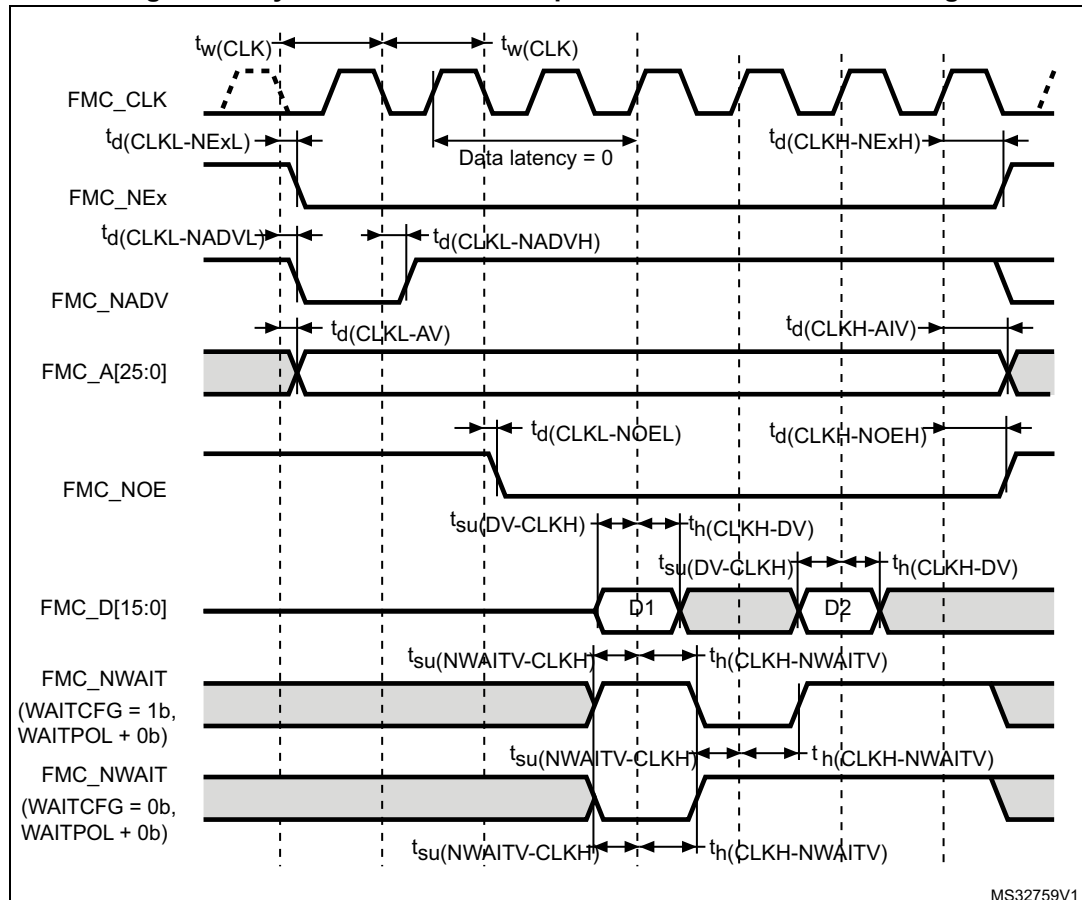 tw(CLK) tw(CLK)
FMC_CLK
td(CLKL-NExL) Data latency = 0 td(CLKH-NExH)
FMC_NEx
td(CLKL-NADVL) td(CLKL-NADVH)
FMC_NADV
td(CLKL-AV) td(CLKH-AIV)
FMC_A[25:0]
td(CLKL-NOEL) td(CLKH-NOEH)
FMC_NOE
tsu(DV-CLKH) th(CLKH-DV)
tsu(DV-CLKH) th(CLKH-DV)
FMC_D[15:0] D1 D2
tsu(NWAITV-CLKH) th(CLKH-NWAITV)
FMC_NWAIT
(WAITCFG = 1b,
WAITPOL + 0b)
tsu(NWAITV-CLKH) th(CLKH-NWAITV)
FMC_NWAIT
(WAITCFG = 0b,
WAITPOL + 0b)
tsu(NWAITV-CLKH) th(CLKH-NWAITV)
MS32759V1